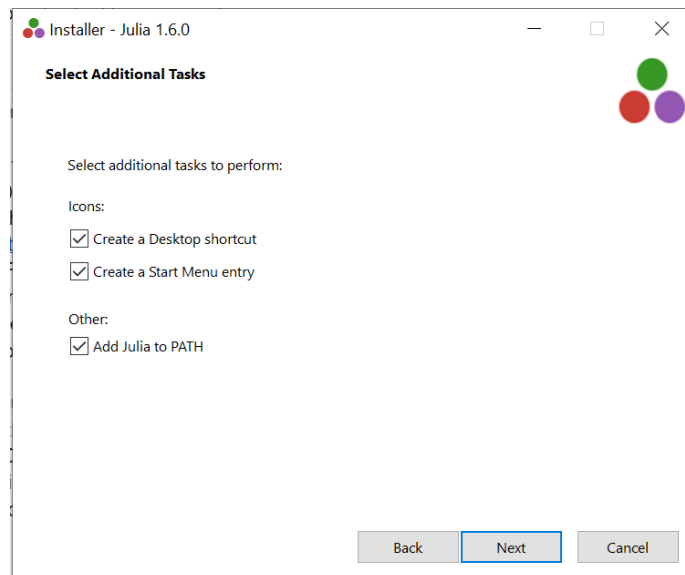 Installer - Julia 1.6.0
Select Additional Tasks
Select additional tasks to perform:
Icons:
Create a Desktop shortcut
Create a Start Menu entry
Other:
Add Julia to PATH
Back Next Cancel